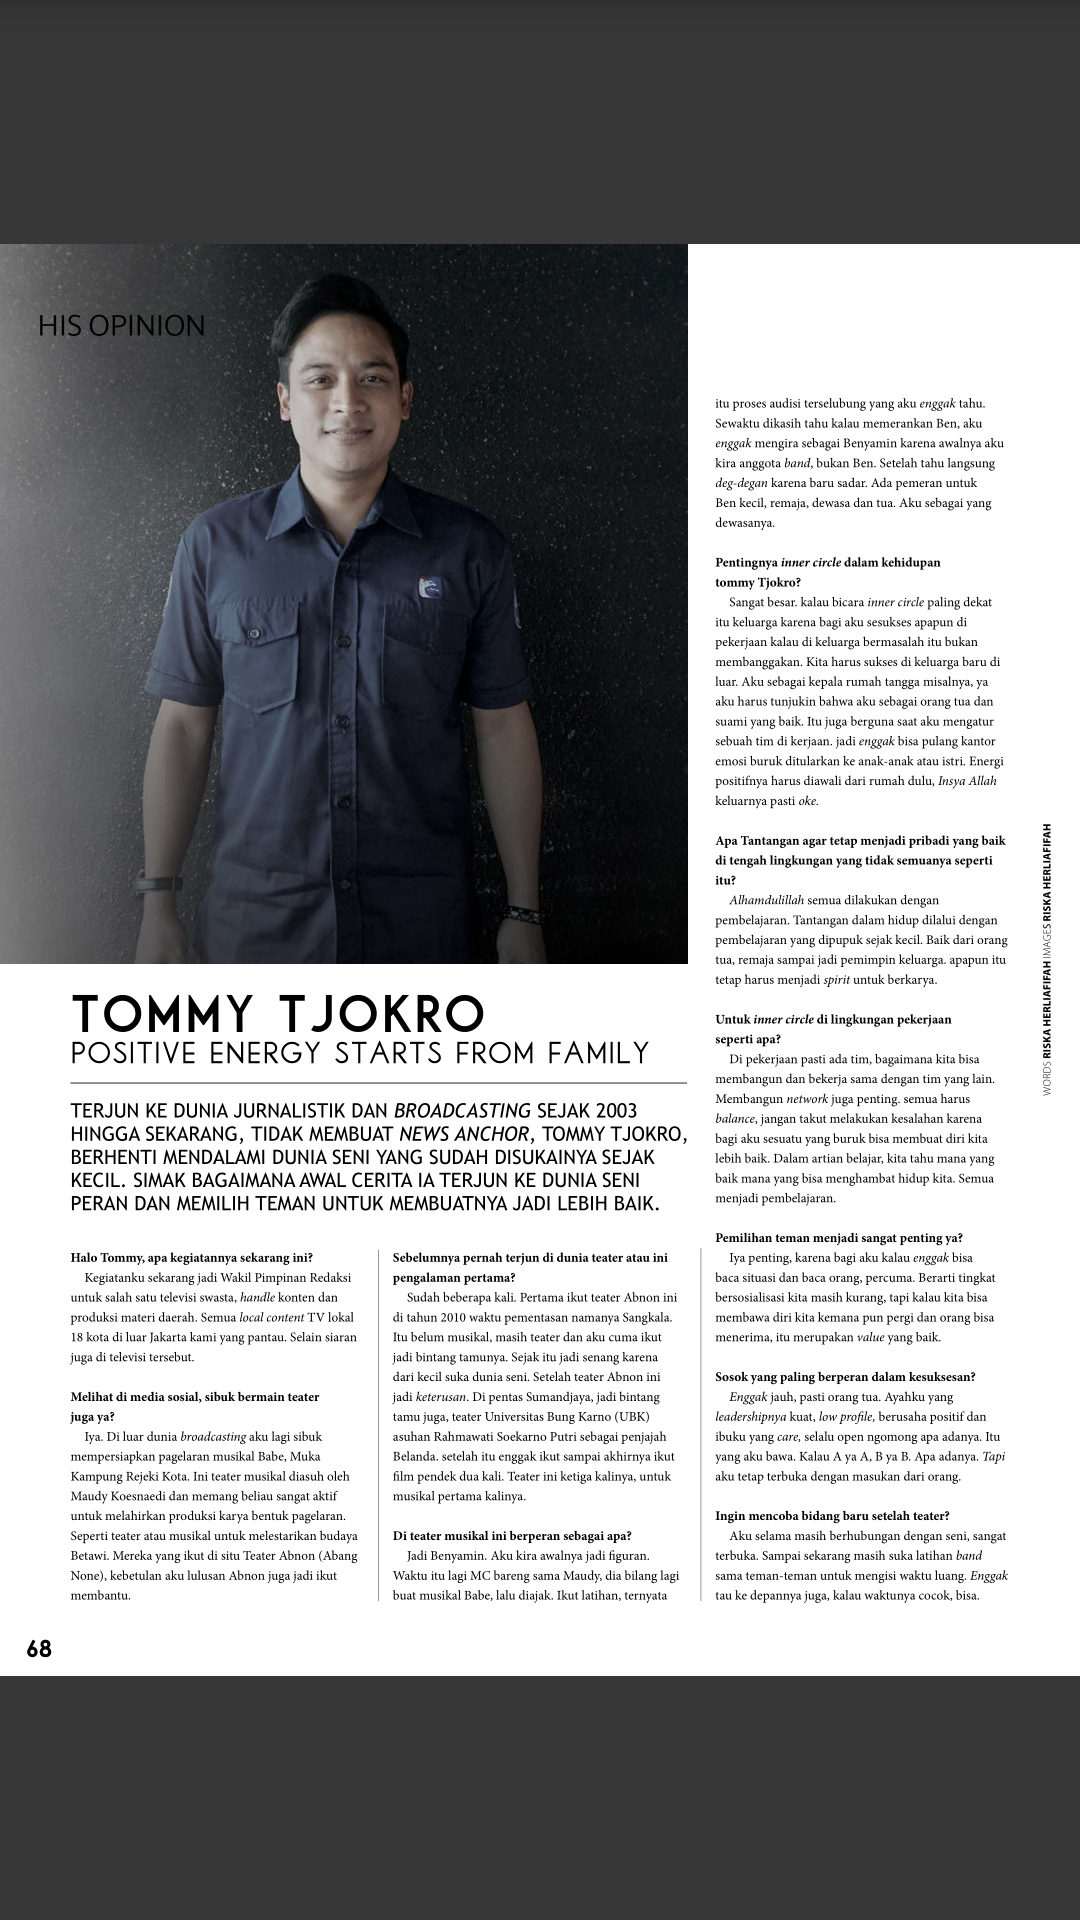 HIS OPINION
TOMMY TJOKRO
POSITIVE ENERGY STARTS FROM FAMILY
TERJUN KE DUNIA JURNALISTIK DAN BROADCASTING SEJAK 2003
HINGGA SEKARANG, TIDAK MEMBUAT NEWS ANCHOR, TOMMY TJOKRO,
BERHENTI MENDALAMI DUNIA SENI YANG SUDAH DISUKAINYA SEJAK
KECIL. SIMAK BAGAIMANA AWAL CERITA IA TERJUN KE DUNIA SENI
PERAN DAN MEMILIH TEMAN UNTUK MEMBUATNYA JADI LEBIH BAIK.
Halo Tommy, apa kegiatannya sekarang ini?
Kegiatanku sekarang jadi Wakil Pimpinan Redaksi
untuk salah satu televisi swasta, handle konten dan
produksi materi daerah. Semua local content TV lokal
18 kota di luar Jakarta kami yang pantau. Selain siaran
juga di televisi tersebut.
Melihat di media sosial, sibuk bermain teater
juga ya?
Iya. Di luar dunia broadcasting aku lagi sibuk
mempersiapkan pagelaran musikal Babe, Muka
Kampung Rejeki Kota. Ini teater musikal diasuh oleh
Maudy Koesnaedi dan memang beliau sangat aktif
untuk melahirkan produksi karya bentuk pagelaran.
Seperti teater atau musikal untuk melestarikan budaya
Betawi. Mereka yang ikut di situ Teater Abnon (Abang
None), kebetulan aku lulusan Abnon juga jadi ikut
membantu.
Sebelumnya pernah terjun di dunia teater atau ini
pengalaman pertama?
Sudah beberapa kali. Pertama ikut teater Abnon ini
di tahun 2010 waktu pementasan namanya Sangkala.
Itu belum musikal, masih teater dan aku cuma ikut
jadi bintang tamunya. Sejak itu jadi senang karena
dari kecil suka dunia seni. Setelah teater Abnon ini
jadi keterusan. Di pentas Sumandjaya, jadi bintang
tamu juga, teater Universitas Bung Karno (UBK)
asuhan Rahmawati Soekarno Putri sebagai penjajah
Belanda. setelah itu enggak ikut sampai akhirnya ikut
film pendek dua kali. Teater ini ketiga kalinya, untuk
musikal pertama kalinya.
Di teater musikal ini berperan sebagai apa?
Jadi Benyamin. Aku kira awalnya jadi figuran.
Waktu itu lagi MC bareng sama Maudy, dia bilang lagi
buat musikal Babe, lalu diajak. Ikut latihan, ternyata
itu proses audisi terselubung yang aku enggak tahu.
Sewaktu dikasih tahu kalau memerankan Ben, aku
enggak mengira sebagai Benyamin karena awalnya aku
kira anggota band, bukan Ben. Setelah tahu langsung
deg-degan karena baru sadar. Ada pemeran untuk
Ben kecil, remaja, dewasa dan tua. Aku sebagai yang
dewasanya.
Pentingnya inner circle dalam kehidupan
tommy Tjokro?
Sangat besar. kalau bicara inner circle paling dekat
itu keluarga karena bagi aku sesukses apapun di
pekerjaan kalau di keluarga bermasalah itu bukan
membanggakan. Kita harus sukses di keluarga baru di
luar. Aku sebagai kepala rumah tangga misalnya, ya
aku harus tunjukin bahwa aku sebagai orang tua dan
suami yang baik. Itu juga berguna saat aku mengatur
sebuah tim di kerjaan. jadi enggak bisa pulang kantor
emosi buruk ditularkan ke anak-anak atau istri. Energi
positifnya harus diawali dari rumah dulu, Insya Allah
keluarnya pasti oke.
Apa Tantangan agar tetap menjadi pribadi yang baik
di tengah lingkungan yang tidak semuanya seperti
itu?
Alhamdulillah semua dilakukan dengan
pembelajaran. Tantangan dalam hidup dilalui dengan
pembelajaran yang dipupuk sejak kecil. Baik dari orang
tua, remaja sampai jadi pemimpin keluarga. apapun itu
tetap harus menjadi spirit untuk berkarya.
Untuk inner circle di lingkungan pekerjaan
seperti apa?
Di pekerjaan pasti ada tim, bagaimana kita bisa
membangun dan bekerja sama dengan tim yang lain.
Membangun network juga penting. semua harus
balance, jangan takut melakukan kesalahan karena
bagi aku sesuatu yang buruk bisa membuat diri kita
lebih baik. Dalam artian belajar, kita tahu mana yang
baik mana yang bisa menghambat hidup kita. Semua
menjadi pembelajaran.
Pemilihan teman menjadi sangat penting ya?
Iya penting, karena bagi aku kalau enggak bisa
baca situasi dan baca orang, percuma. Berarti tingkat
bersosialisasi kita masih kurang, tapi kalau kita bisa
membawa diri kita kemana pun pergi dan orang bisa
menerima, itu merupakan value yang baik.
Sosok yang paling berperan dalam kesuksesan?
Enggak jauh, pasti orang tua. Ayahku yang
leadershipnya kuat, low profile, berusaha positif dan
ibuku yang care, selalu open ngomong apa adanya. Itu
yang aku bawa. Kalau A ya A, B ya B. Apa adanya. Tapi
aku tetap terbuka dengan masukan dari orang.
Ingin mencoba bidang baru setelah teater?
Aku selama masih berhubungan dengan seni, sangat
terbuka. Sampai sekarang masih suka latihan band
sama teman-teman untuk mengisi waktu luang. Enggak
tau ke depannya juga, kalau waktunya cocok, bisa.
WORDS RISKA HERLIAFIFAH IMAGES RISKA HERLIAFIFAH
68